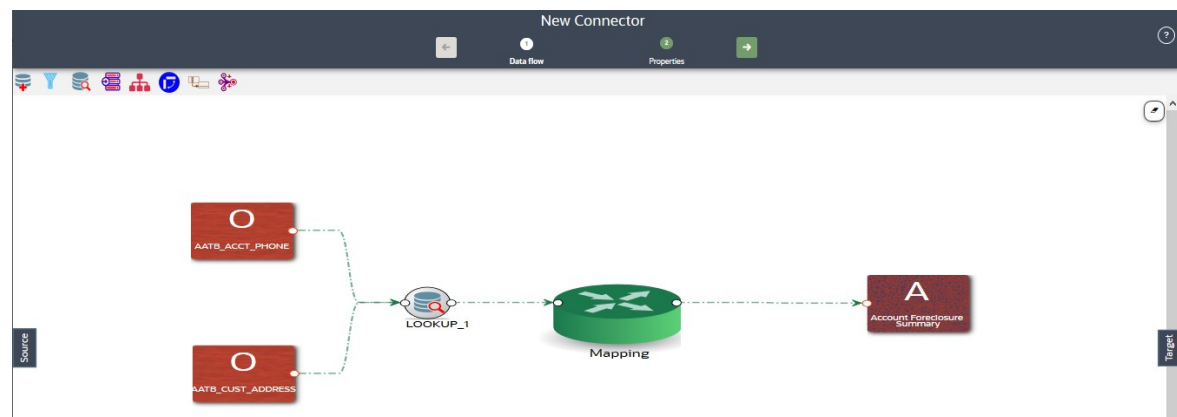 New Connector
?
1
2
Data flow
Properties
O
AATB_ACCT_PHONE
A
Account Foreclosure
Summary
LOOKUP_1
Mapping
Source
Target
O
AATB_CUST_ADDRESS